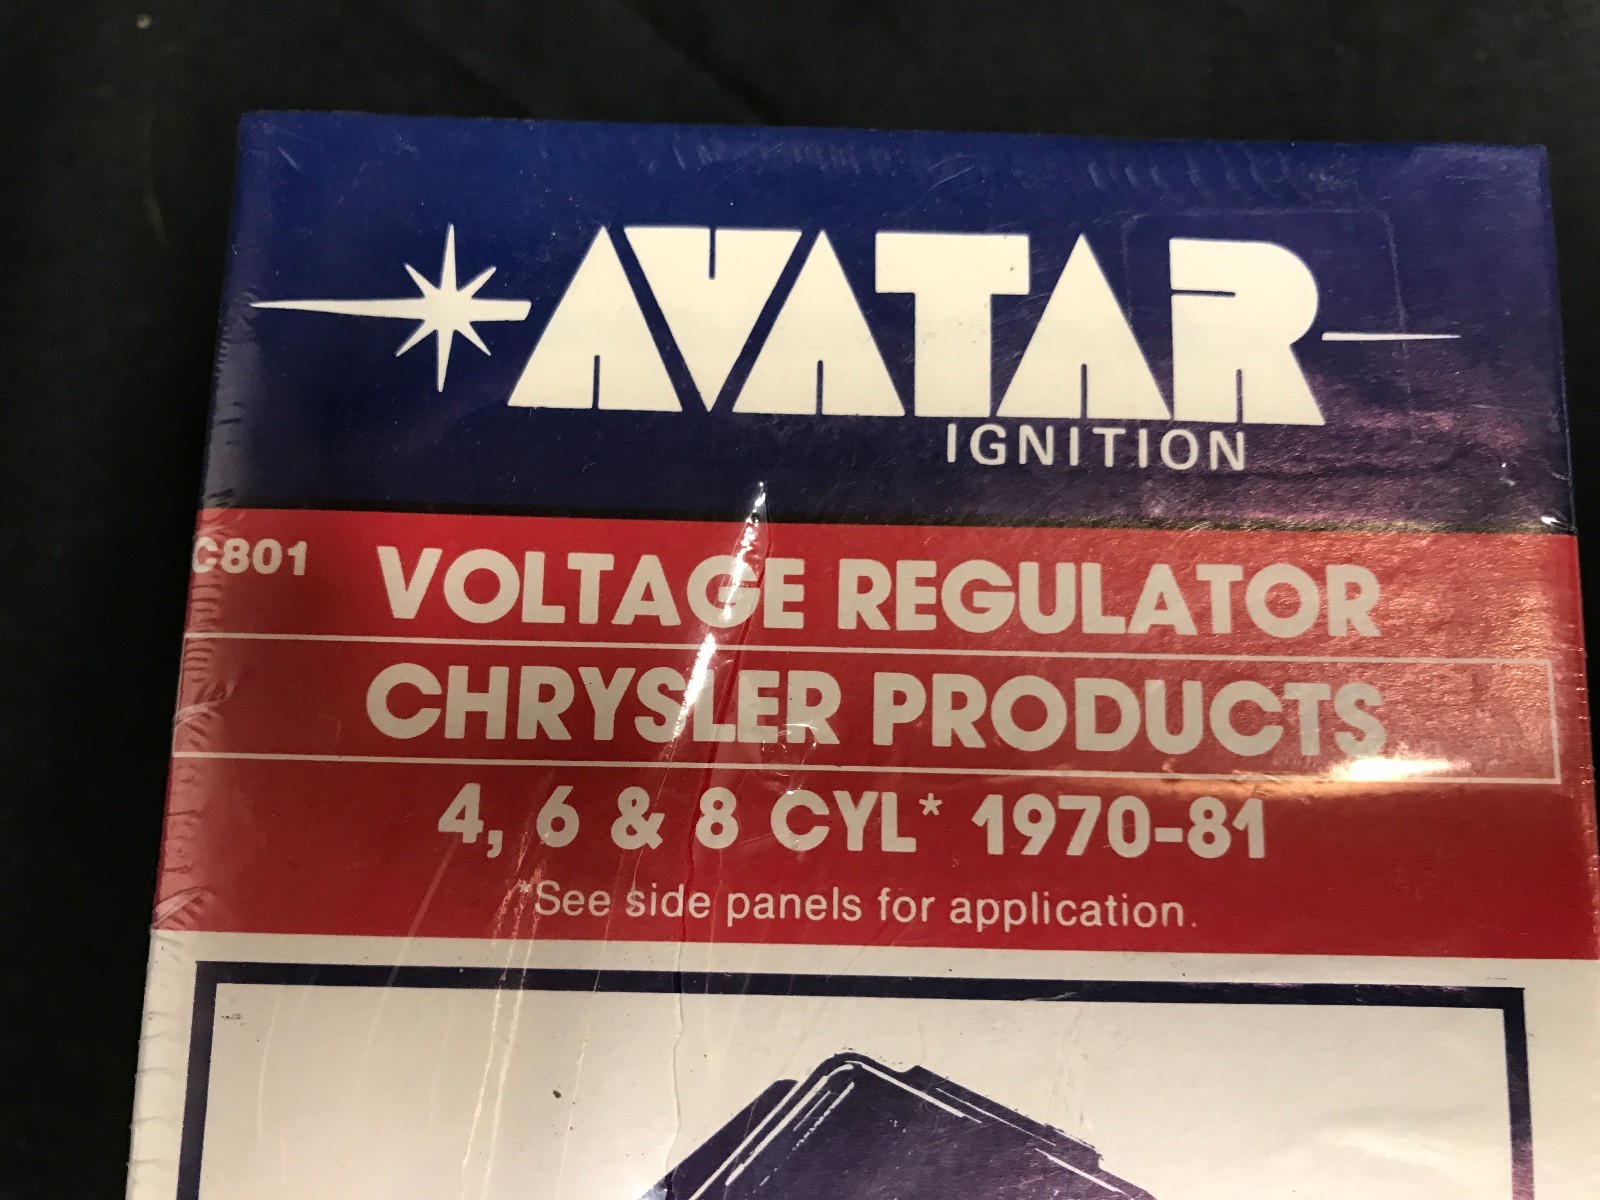 AVATAR
IGNITION
C801 VOLTAGE REGULATOR
CHRYSLER PRODUCTS
4, 6 & 8 CYL* 1970-81
*See side panels for application.